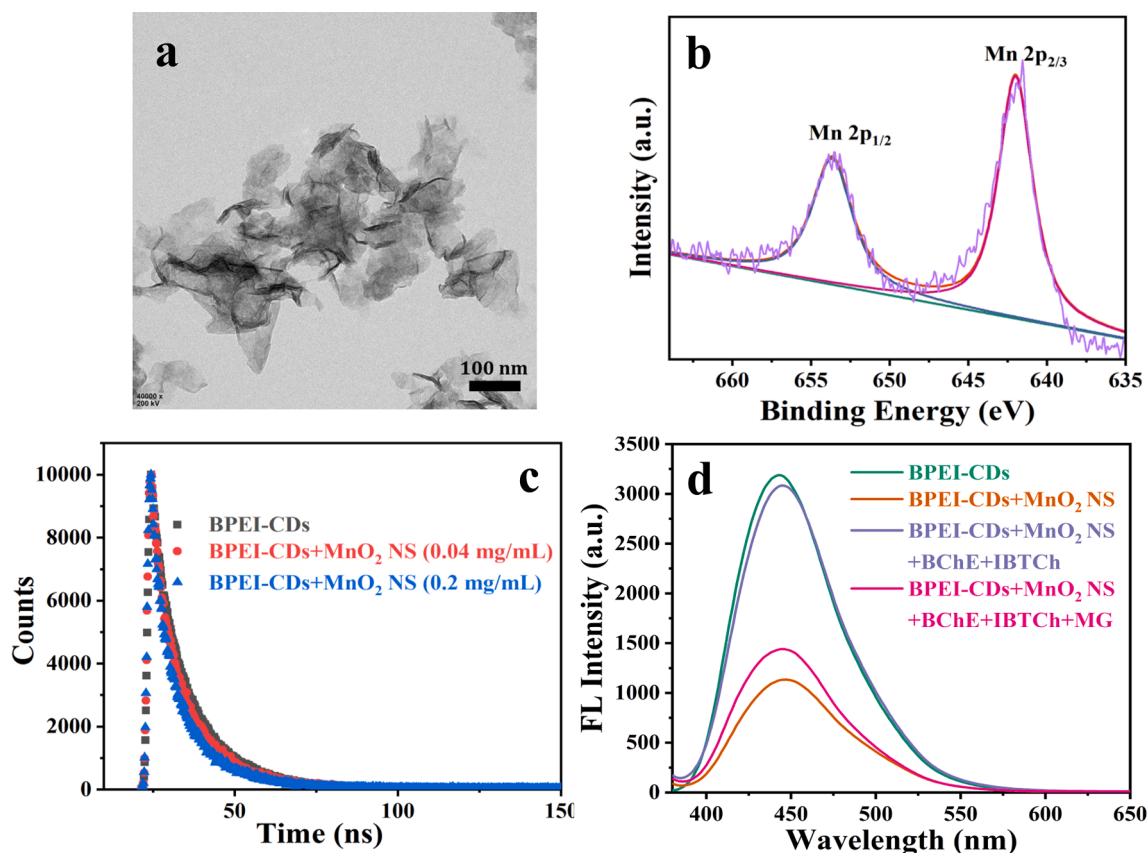 a
100 nm
40000 x
200 kV
b
Mn 2p2/3
Mn 2p1/2
Intensity (a.u.)
660 655 650 645 640 635
Binding Energy (eV)
c
10000
8000
6000
4000
2000
0
Counts
BPEI-CDs
BPEI-CDs+MnO2 NS (0.04 mg/mL)
BPEI-CDs+MnO2 NS (0.2 mg/mL)
50 100 150
Time (ns)
d
3500
3000
2500
2000
1500
1000
500
0
FL Intensity (a.u.)
BPEI-CDs
BPEI-CDs+MnO2 NS
BPEI-CDs+MnO2 NS
+BChE+IBTCh
BPEI-CDs+MnO2 NS
+BChE+IBTCh+MG
400 450 500 550 600 650
Wavelength (nm)